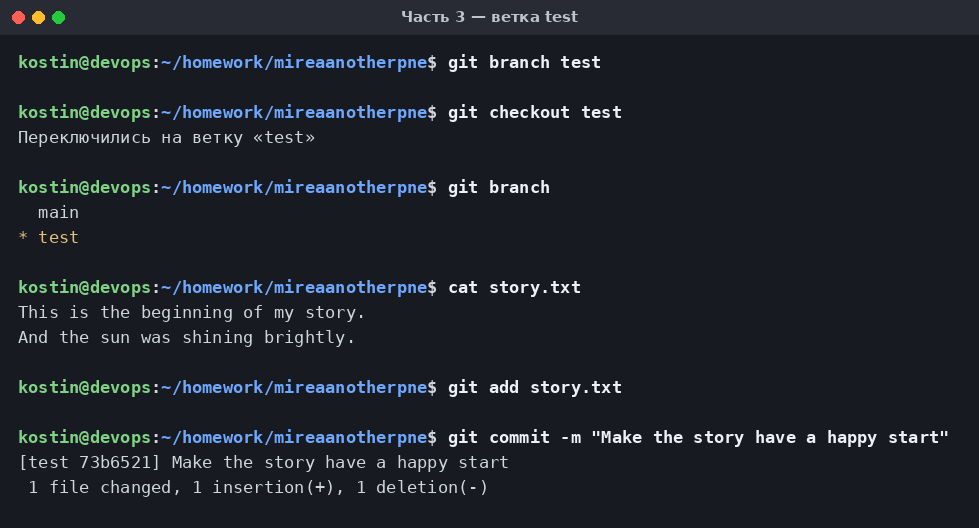 Часть 3 — ветка test
kostin@devops:~/homework/mireaanotherpne$ git branch test
kostin@devops:~/homework/mireaanotherpne$ git checkout test
Переключились на ветку «test»
kostin@devops:~/homework/mireaanotherpne$ git branch
  main
* test
kostin@devops:~/homework/mireaanotherpne$ cat story.txt
This is the beginning of my story.
And the sun was shining brightly.
kostin@devops:~/homework/mireaanotherpne$ git add story.txt
kostin@devops:~/homework/mireaanotherpne$ git commit -m "Make the story have a happy start"
[test 73b6521] Make the story have a happy start
 1 file changed, 1 insertion(+), 1 deletion(-)